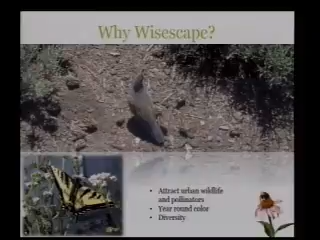 Why Wisescape?
• Attract urban wildlife
and pollinators
• Year round color
• Diversity